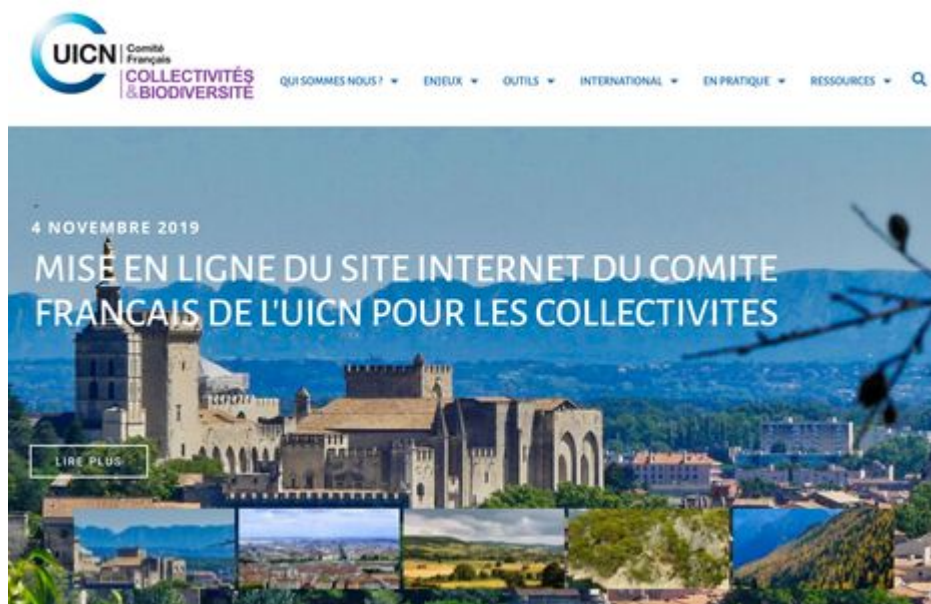 UICN
Comité
Français
COLLECTIVITÉS
& BIODIVERSITÉ
QUI SOMMES NOUS ?
ENJEUX
OUTILS
INTERNATIONAL
EN PRATIQUE
RESSOURCES
4 NOVEMBRE 2019
MISE EN LIGNE DU SITE INTERNET DU COMITE
FRANCAIS DE L'UICN POUR LES COLLECTIVITES
LIRE PLUS